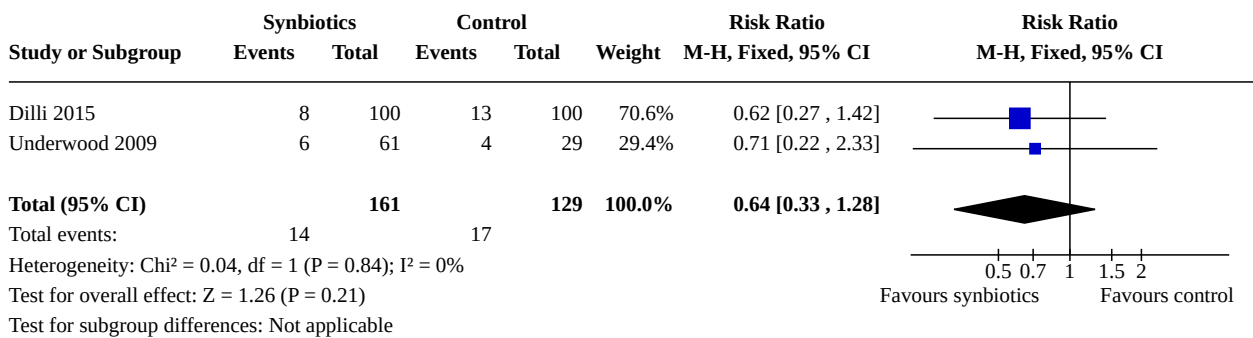 Synbiotics Control Risk Ratio Risk Ratio
Study or Subgroup Events Total Events Total Weight M-H, Fixed, 95% CI M-H, Fixed, 95% CI
Dilli 2015 8 100 13 100 70.6% 0.62 [0.27 , 1.42]
Underwood 2009 6 61 4 29 29.4% 0.71 [0.22 , 2.33]
Total (95% CI) 161 129 100.0% 0.64 [0.33 , 1.28]
Total events: 14 17
Heterogeneity: Chi² = 0.04, df = 1 (P = 0.84); I² = 0%
0.5 0.7 1 1.5 2
Test for overall effect: Z = 1.26 (P = 0.21) Favours synbiotics Favours control
Test for subgroup differences: Not applicable